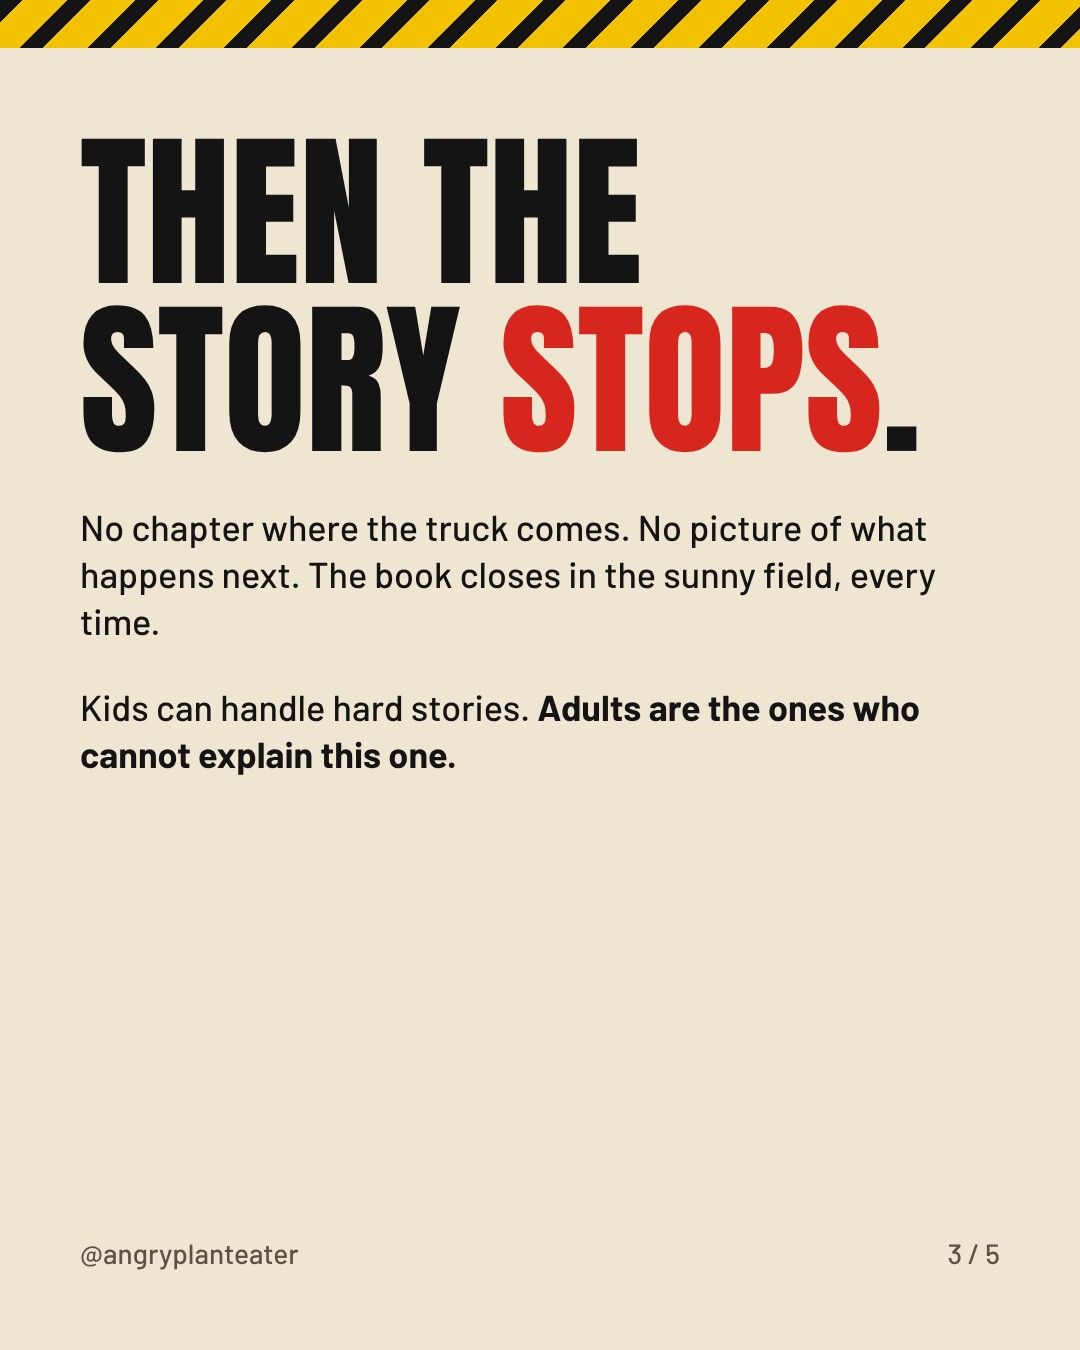 THEN THE
STORY STOPS.
No chapter where the truck comes. No picture of what
happens next. The book closes in the sunny field, every
time.
Kids can handle hard stories. Adults are the ones who
cannot explain this one.
@angryplanteater
3 / 5